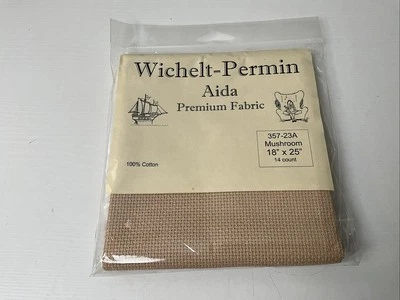 Wichelt-Permin
Aida
Premium Fabric
357-23A
Mushroom
18" x 25"
14 count
100% Cotton